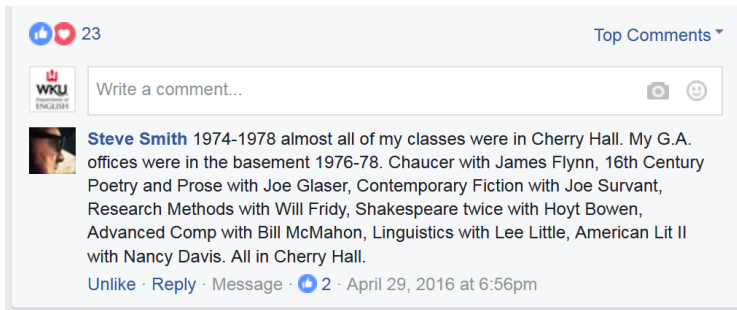 23
Top Comments
WKU
Department of
ENGLISH
Write a comment...
Steve Smith 1974-1978 almost all of my classes were in Cherry Hall. My G.A.
offices were in the basement 1976-78. Chaucer with James Flynn, 16th Century
Poetry and Prose with Joe Glaser, Contemporary Fiction with Joe Survant,
Research Methods with Will Fridy, Shakespeare twice with Hoyt Bowen,
Advanced Comp with Bill McMahon, Linguistics with Lee Little, American Lit II
with Nancy Davis. All in Cherry Hall.
Unlike · Reply · Message · 2 · April 29, 2016 at 6:56pm